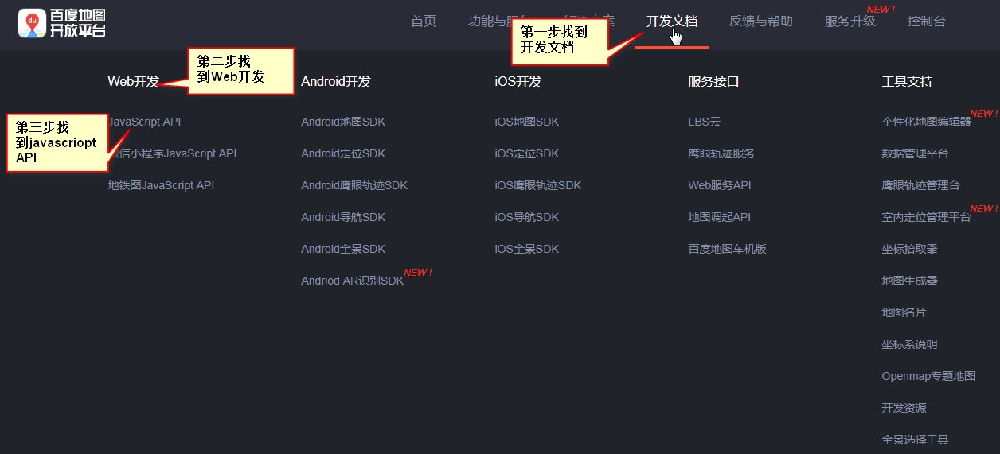 du
百度地图
开放平台
首页
功能与服务
解决方案
开发文档
反馈与帮助
服务升级
NEW !
控制台
第一步找到
开发文档
Web开发
第二步找
到Web开发
JavaScript API
第三步找
到javascriopt
API
微信小程序JavaScript API
地铁图JavaScript API
Android开发
Android地图SDK
Android定位SDK
Android鹰眼轨迹SDK
Android导航SDK
Android全景SDK
Andriod AR识别SDK
NEW !
iOS开发
iOS地图SDK
iOS定位SDK
iOS鹰眼轨迹SDK
iOS导航SDK
iOS全景SDK
服务接口
LBS云
鹰眼轨迹服务
Web服务API
地图调起API
百度地图车机版
工具支持
个性化地图编辑器
NEW !
数据管理平台
鹰眼轨迹管理台
室内定位管理平台
NEW !
坐标拾取器
地图生成器
地图名片
坐标系说明
Openmap专题地图
开发资源
全景选择工具